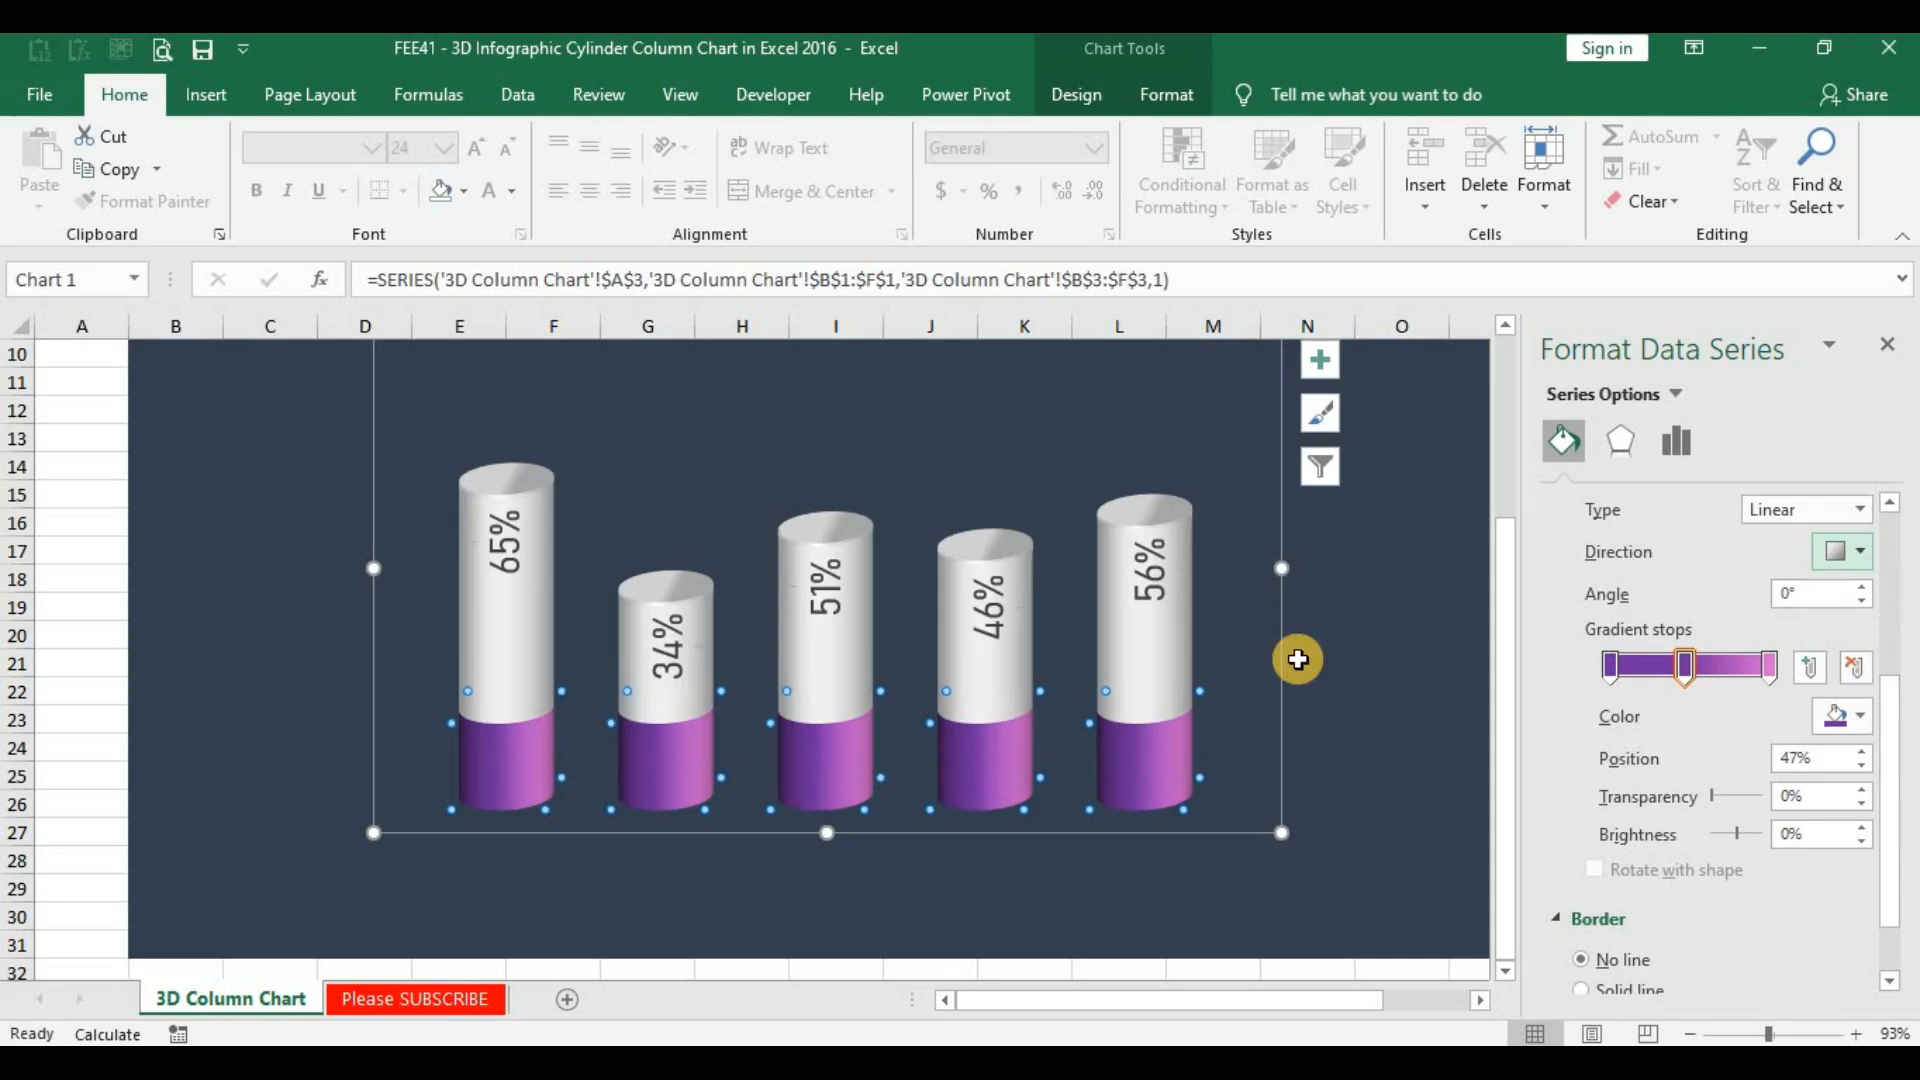 FEE41 - 3D Infographic Cylinder Column Chart in Excel 2016 - Excel
Chart Tools
Sign in
File Home Insert Page Layout Formulas Data Review View Developer Help Power Pivot Design Format Tell me what you want to do Share
Paste
Cut
Copy
Format Painter
Clipboard
24
B I U
Font
Wrap Text
Merge & Center
Alignment
General
$ % ,
Number
Conditional Formatting
Format as Table
Cell Styles
Styles
Insert
Delete
Format
Cells
AutoSum
Fill
Clear
Sort & Filter
Find & Select
Editing
Chart 1
fx
=SERIES('3D Column Chart'!$A$3,'3D Column Chart'!$B$1:$F$1,'3D Column Chart'!$B$3:$F$3,1)
A B C D E F G H I J K L M N O
10
11
12
13
14
15
16
17
18
19
20
21
22
23
24
25
26
27
28
29
30
31
32
65%
34%
51%
46%
56%
Format Data Series
Series Options
Type Linear
Direction
Angle 0°
Gradient stops
Color
Position 47%
Transparency 0%
Brightness 0%
Rotate with shape
Border
No line
Solid line
3D Column Chart
Please SUBSCRIBE
Ready Calculate
93%